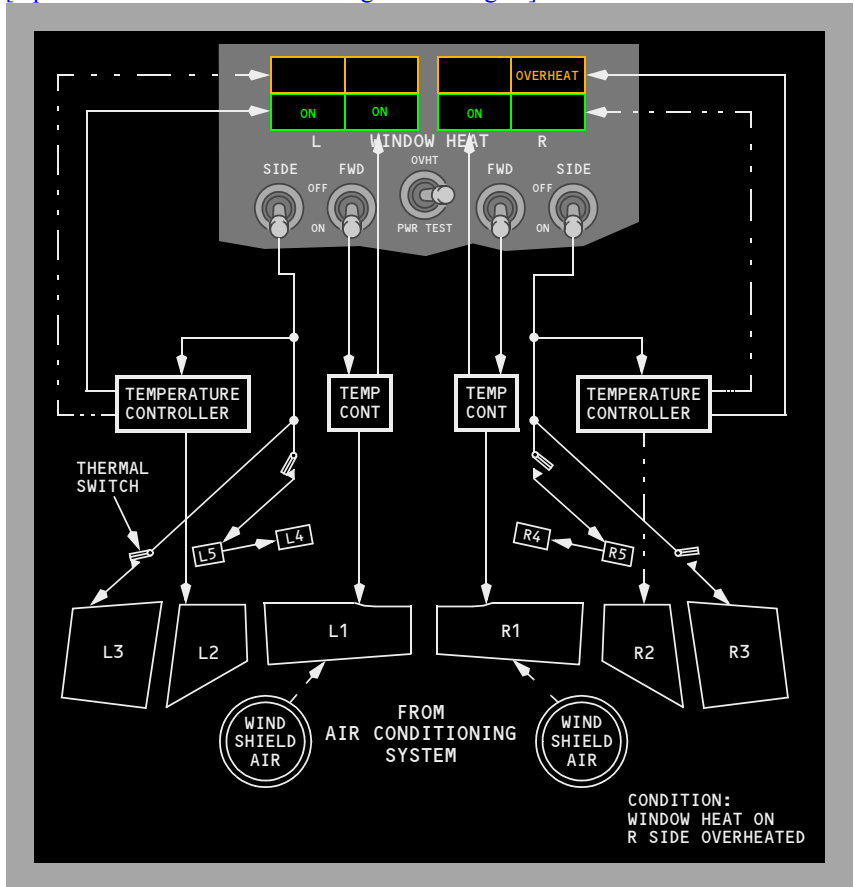 OVERHEAT
ON
ON
ON
L
WINDOW HEAT
R
OVHT
SIDE
FWD
FWD
SIDE
OFF
OFF
ON
PWR TEST
ON
TEMPERATURE
CONTROLLER
TEMP
CONT
TEMP
CONT
TEMPERATURE
CONTROLLER
THERMAL
SWITCH
L5
L4
R4
R5
L3
L2
L1
R1
R2
R3
WIND
SHIELD
AIR
FROM
AIR CONDITIONING
SYSTEM
WIND
SHIELD
AIR
CONDITION:
WINDOW HEAT ON
R SIDE OVERHEATED